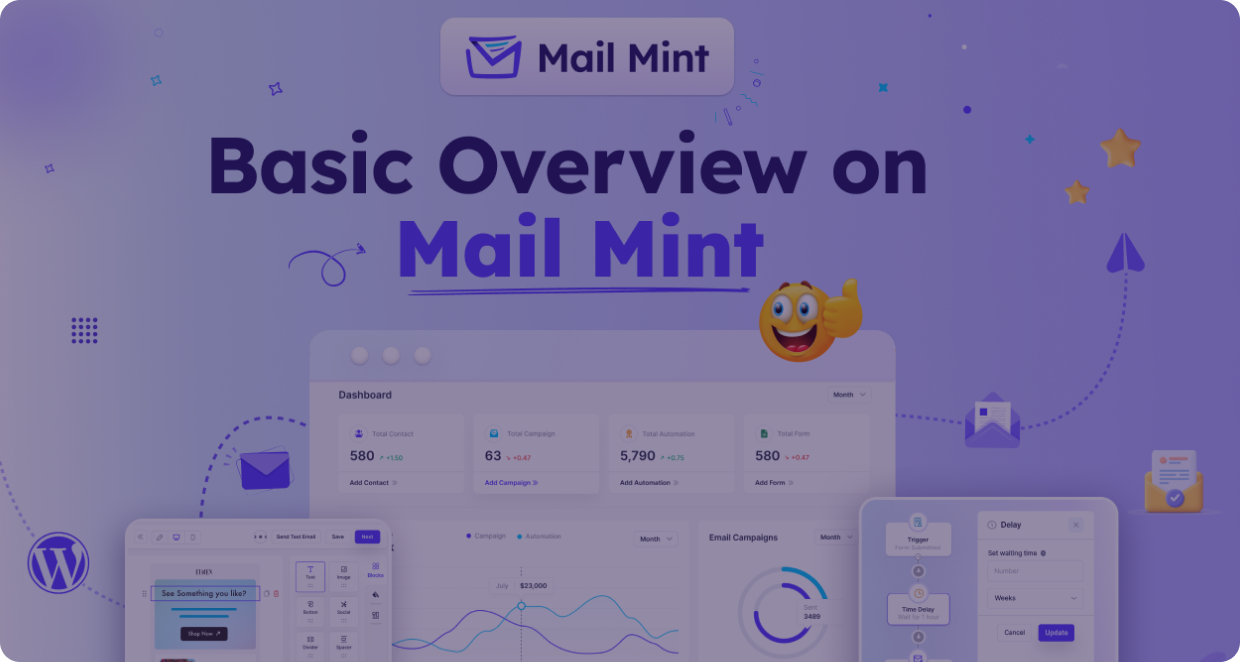 Mail Mint
Basic Overview on
Mail Mint
Dashboard
Month
Total Contact
580 +1.50
Add Contact
Total Campaign
63 +0.47
Add Campaign
Total Automation
5,790 +0.75
Add Automation
Total Form
580 +0.47
Add Form
Campaign
Automation
Month
July $23,000
Email Campaigns
Month
Sent
3489
Send Test Email
Save
Next
See Something you like?
Shop Now
Text
Image
Button
Social
Divider
Spacer
Blocks
Trigger
Form Submission
Time Delay
Wait for 1 hour
Delay
Set waiting time
Number
Weeks
Cancel
Update